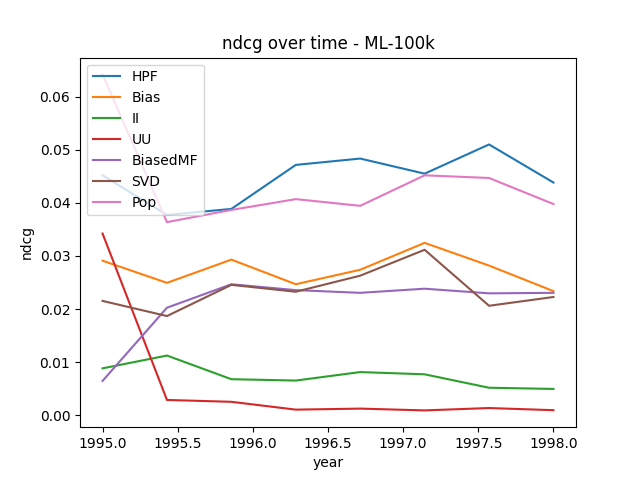 ndcg over time - ML-100k
HPF
Bias
II
UU
BiasedMF
SVD
Pop
ndcg
0.06
0.05
0.04
0.03
0.02
0.01
0.00
1995.0 1995.5 1996.0 1996.5 1997.0 1997.5 1998.0
year